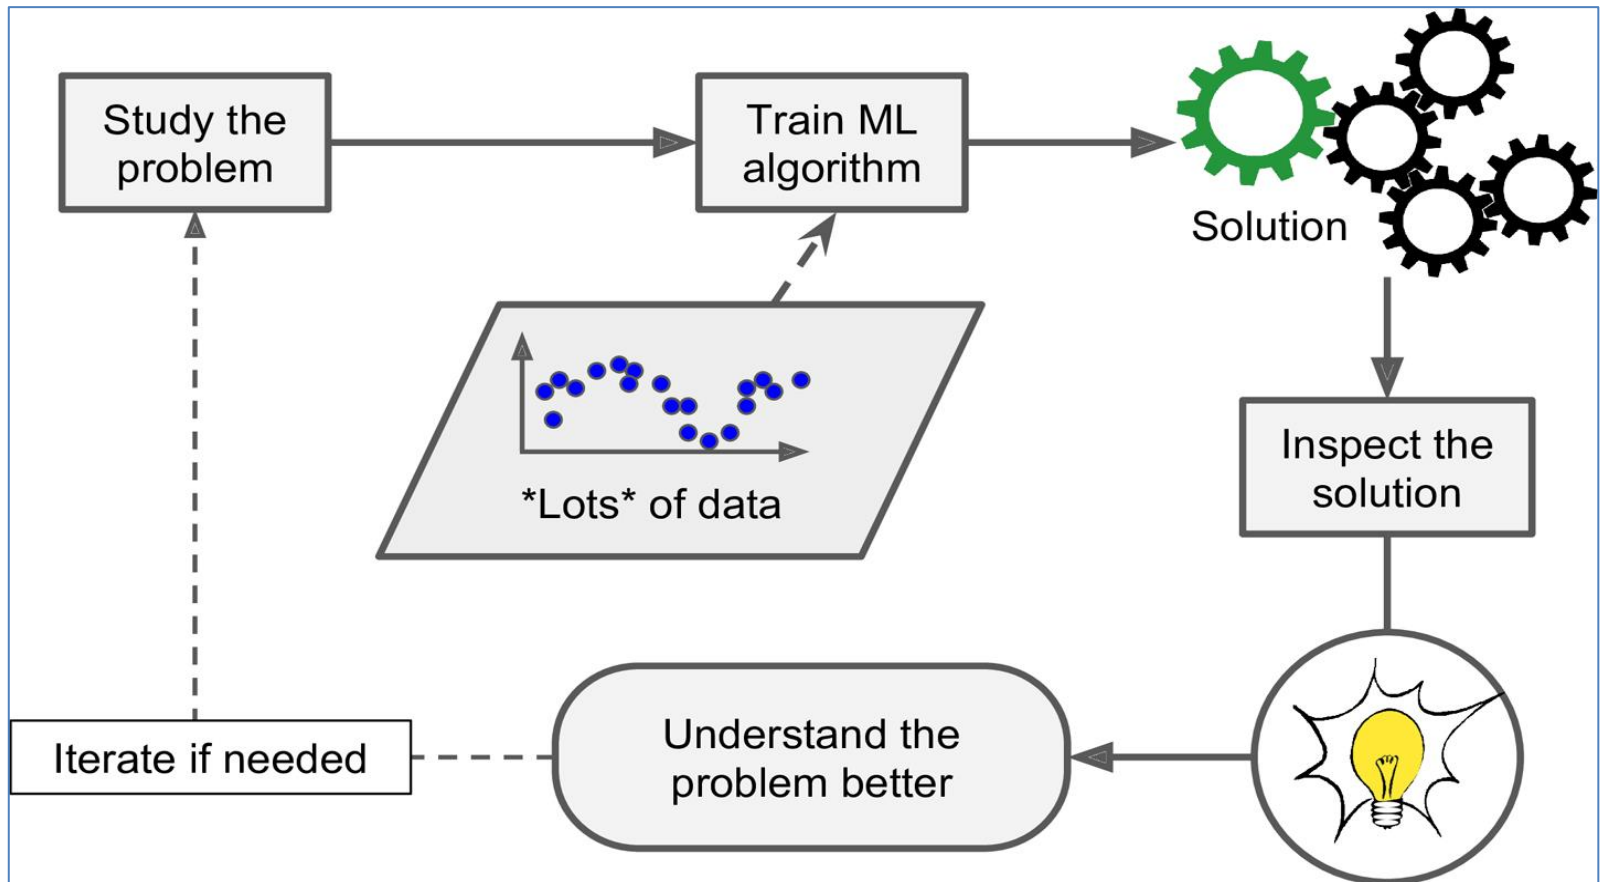 Study the
problem
Train ML
algorithm
Solution
*Lots* of data
Inspect the
solution
Understand the
problem better
Iterate if needed